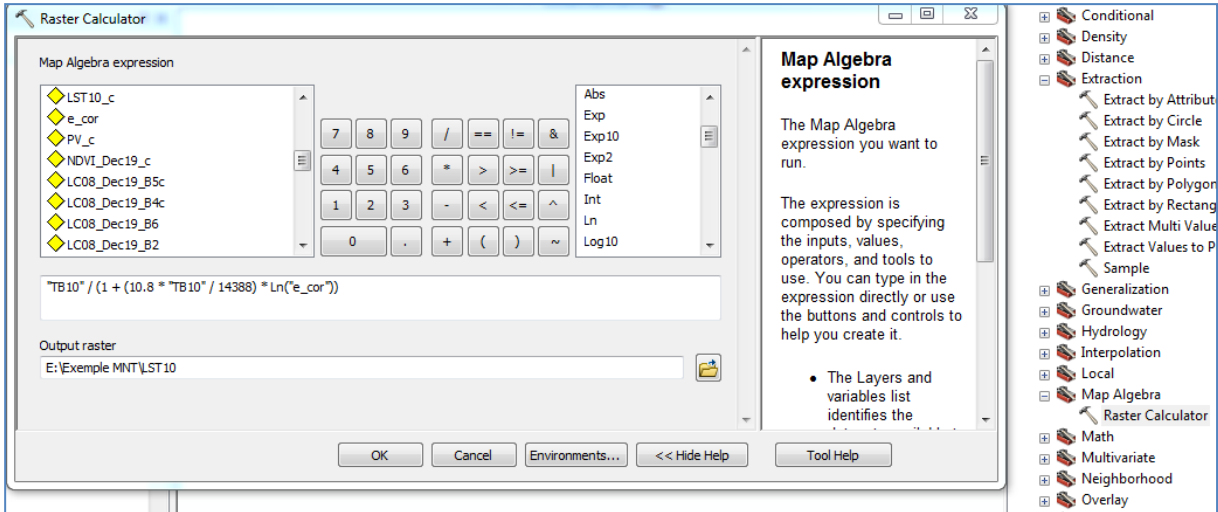 Raster Calculator
Map Algebra expression
LST10_c
e_cor
PV_c
NDVI_Dec19_c
LC08_Dec19_B5c
LC08_Dec19_B4c
LC08_Dec19_B6
LC08_Dec19_B2
7 8 9 / == != &
4 5 6 * > >= |
1 2 3 - < <= ^
0 . + ( ) ~
Abs
Exp
Exp10
Exp2
Float
Int
Ln
Log10
"TB10" / (1 + (10.8 * "TB10" / 14388) * Ln("e_cor"))
Output raster
E:\Exemple MNT\LST10
OK Cancel Environments... << Hide Help Tool Help
Map Algebra
expression
The Map Algebra
expression you want to
run.
The expression is
composed by specifying
the inputs, values,
operators, and tools to
use. You can type in the
expression directly or use
the buttons and controls to
help you create it.
• The Layers and
variables list
identifies the
Conditional
Density
Distance
Extraction
Extract by Attribut
Extract by Circle
Extract by Mask
Extract by Points
Extract by Polygon
Extract by Rectang
Extract Multi Value
Extract Values to P
Sample
Generalization
Groundwater
Hydrology
Interpolation
Local
Map Algebra
Raster Calculator
Math
Multivariate
Neighborhood
Overlay